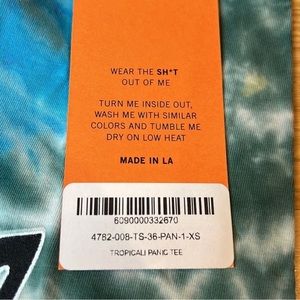 WEAR THE SH*T
OUT OF ME
TURN ME INSIDE OUT,
WASH ME WITH SIMILAR
COLORS AND TUMBLE ME
DRY ON LOW HEAT
MADE IN LA
6090000332670
4782-008-TS-36-PAN-1-XS
TROPICALI PANIC TEE